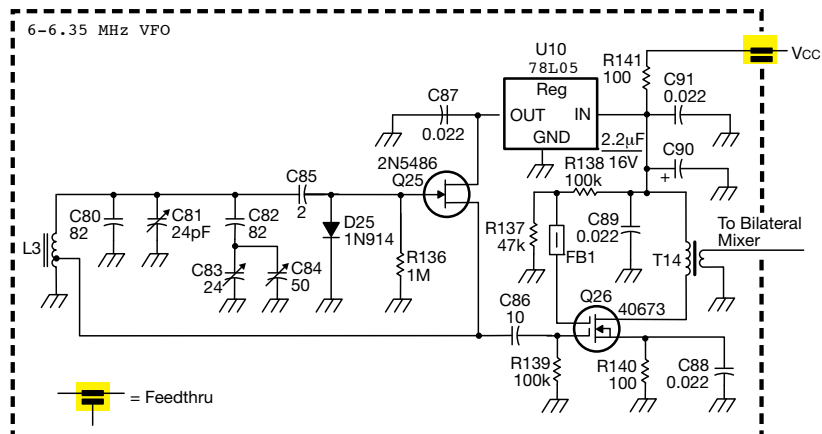 6-6.35 MHz VFO
U10
78L05
Reg
OUT
IN
GND
R141
100
VCC
C91
0.022
C87
0.022
2.2µF
16V
C90
+
2N5486
Q25
R138
100k
C85
2
C80
82
C81
24pF
C82
82
D25
1N914
R137
47k
FB1
C89
0.022
T14
To Bilateral
Mixer
L3
C83
24
C84
50
R136
1M
C86
10
Q26
40673
R139
100k
R140
100
C88
0.022
= Feedthru